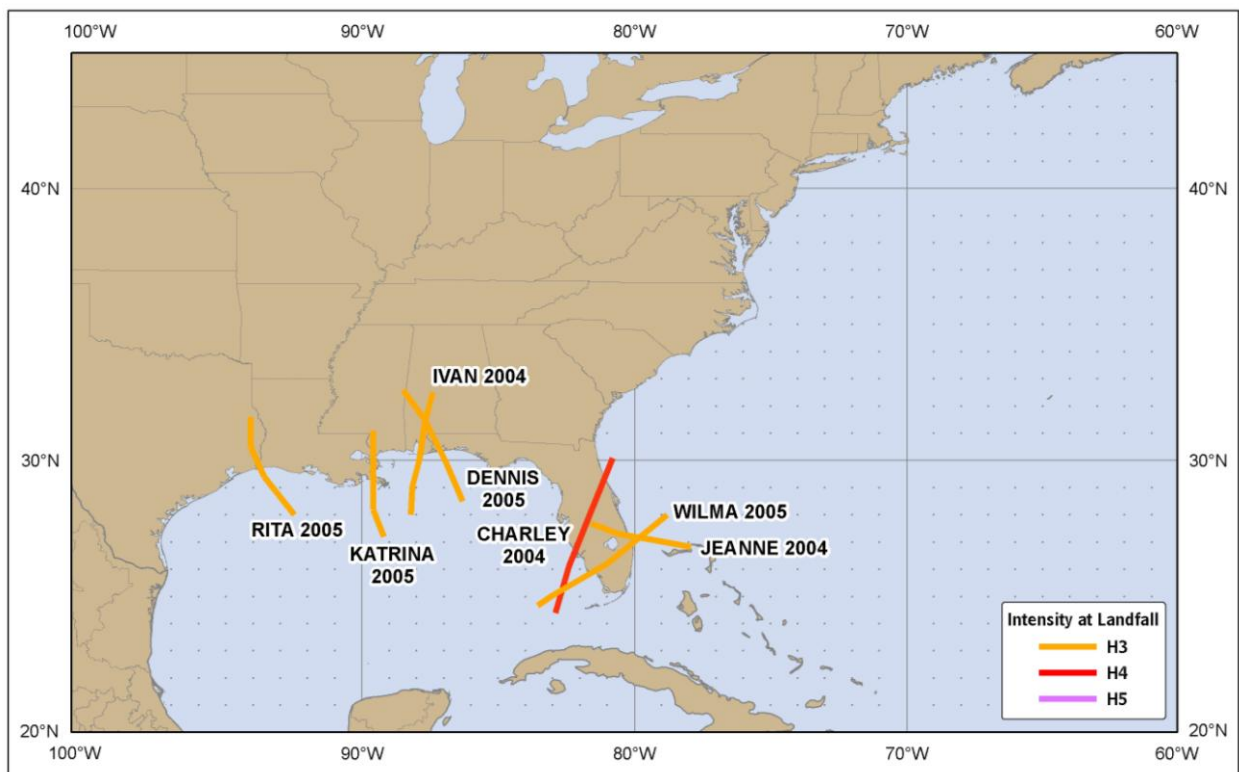 100°W 90°W 80°W 70°W 60°W
40°N 40°N
IVAN 2004
30°N 30°N
DENNIS
2005
WILMA 2005
RITA 2005
CHARLEY
2004
JEANNE 2004
KATRINA
2005
Intensity at Landfall
H3
H4
H5
20°N 20°N
100°W 90°W 80°W 70°W 60°W